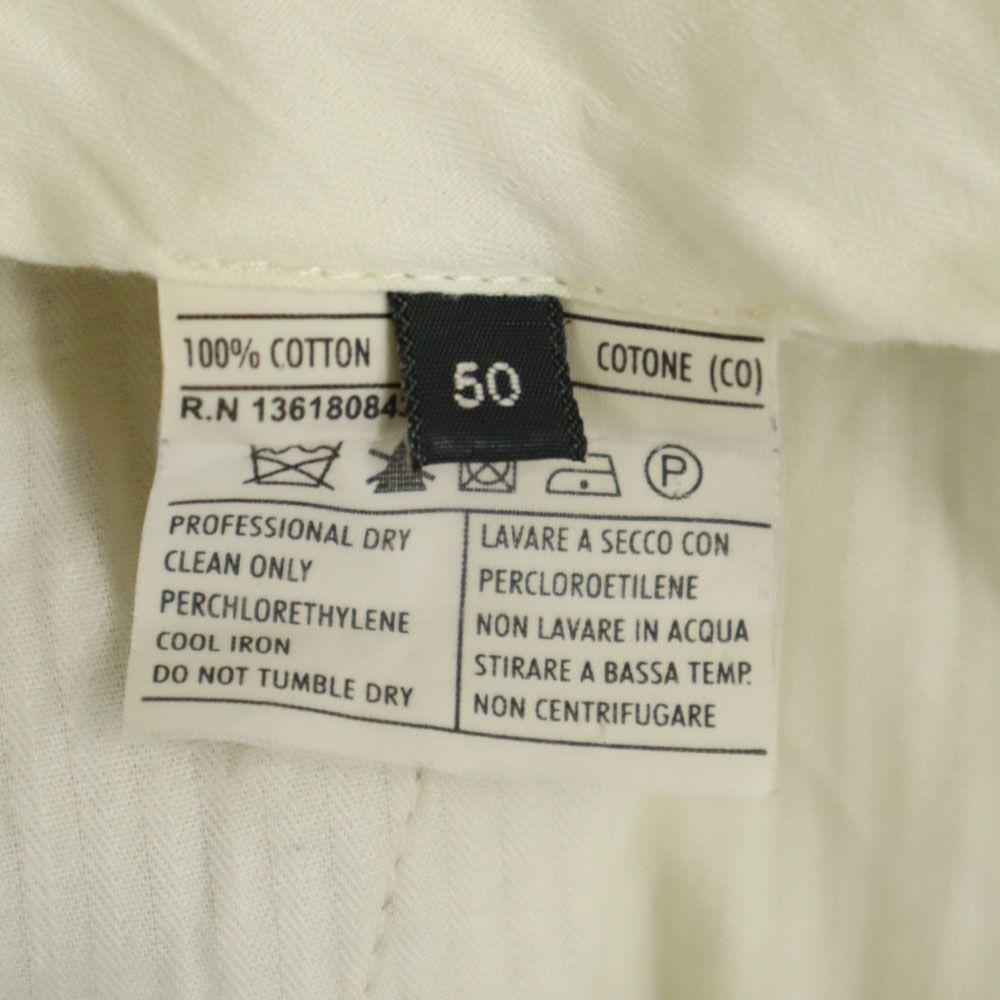 100% COTTON
50
COTONE (CO)
R.N 13618084
P
PROFESSIONAL DRY
CLEAN ONLY
PERCHLORETHYLENE
COOL IRON
DO NOT TUMBLE DRY
LAVARE A SECCO CON
PERCLOROETILENE
NON LAVARE IN ACQUA
STIRARE A BASSA TEMP.
NON CENTRIFUGARE